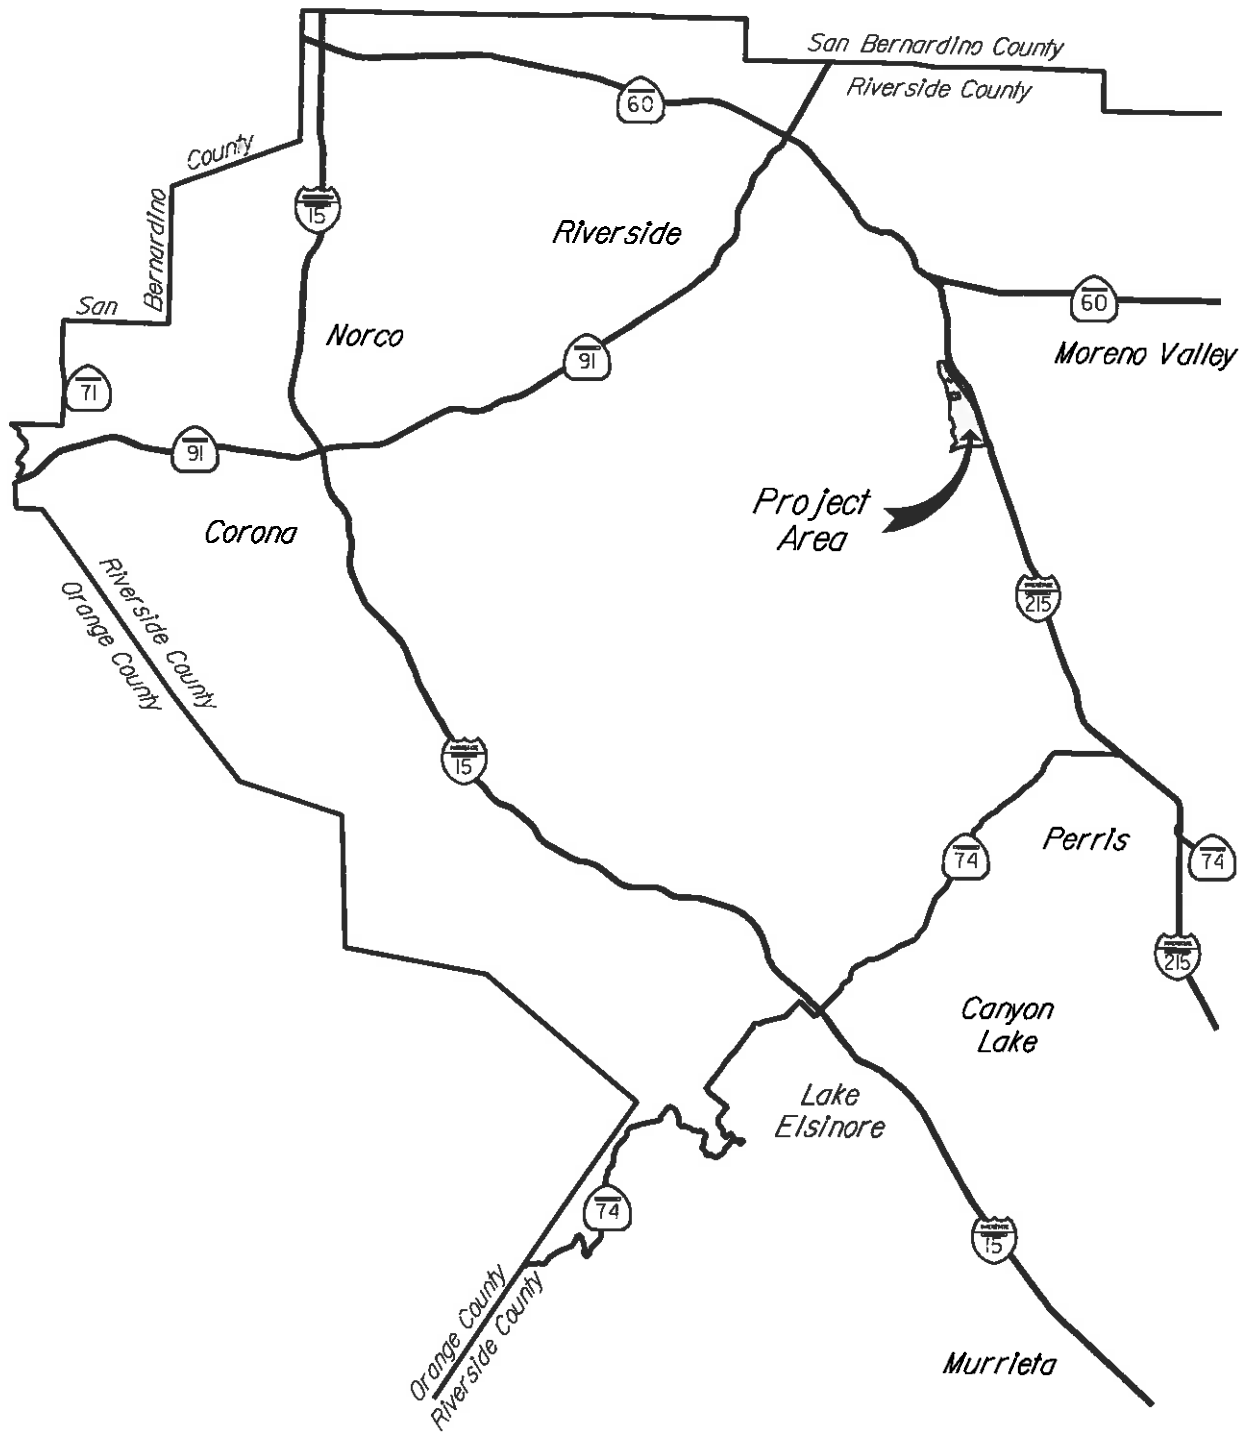 San Bernardino County
Riverside County
60
County
Bernardino
San
15
Riverside
60
Norco
91
Moreno Valley
71
91
Project
Area
Corona
Riverside County
Orange County
215
15
Perris
74
74
215
Canyon
Lake
Lake
Elsinore
74
15
Orange County
Riverside County
Murrieta